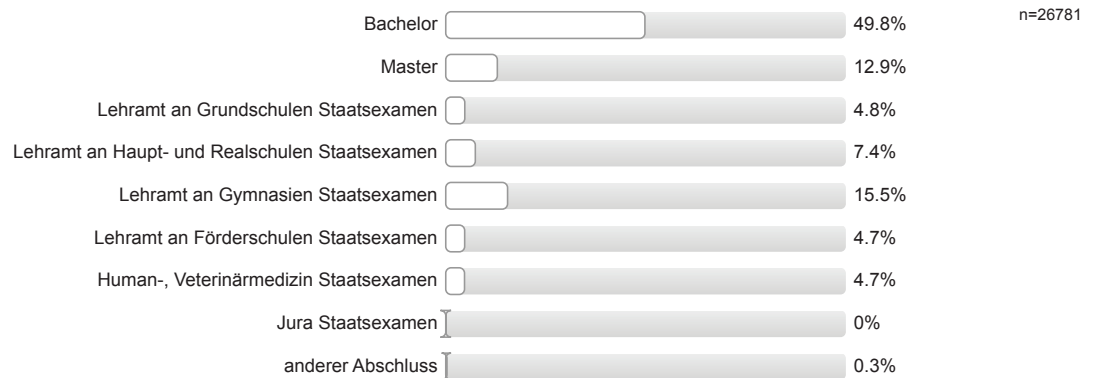 Bachelor 49.8% n=26781
Master 12.9%
Lehramt an Grundschulen Staatsexamen 4.8%
Lehramt an Haupt- und Realschulen Staatsexamen 7.4%
Lehramt an Gymnasien Staatsexamen 15.5%
Lehramt an Förderschulen Staatsexamen 4.7%
Human-, Veterinärmedizin Staatsexamen 4.7%
Jura Staatsexamen 0%
anderer Abschluss 0.3%